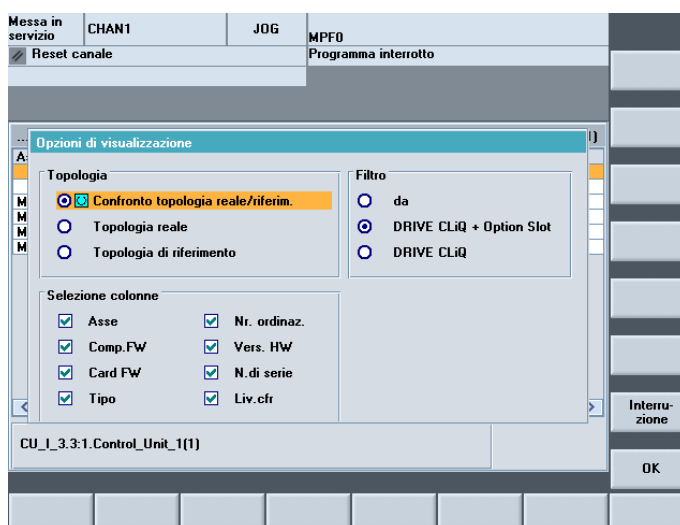 Messa in
servizio
CHAN1
JOG
MPF0
Reset canale
Programma interrotto
...
Opzioni di visualizzazione
1)
A
Topologia
Filtro
Confronto topologia reale/riferim.
da
M
Topologia reale
DRIVE CLiQ + Option Slot
M
M
Topologia di riferimento
DRIVE CLiQ
M
Selezione colonne
Asse
Nr. ordinaz.
Comp.FW
Vers. HW
Card FW
N.di serie
Tipo
Liv.cfr
Interru-
zione
CU_I_3.3:1.Control_Unit_1(1)
OK